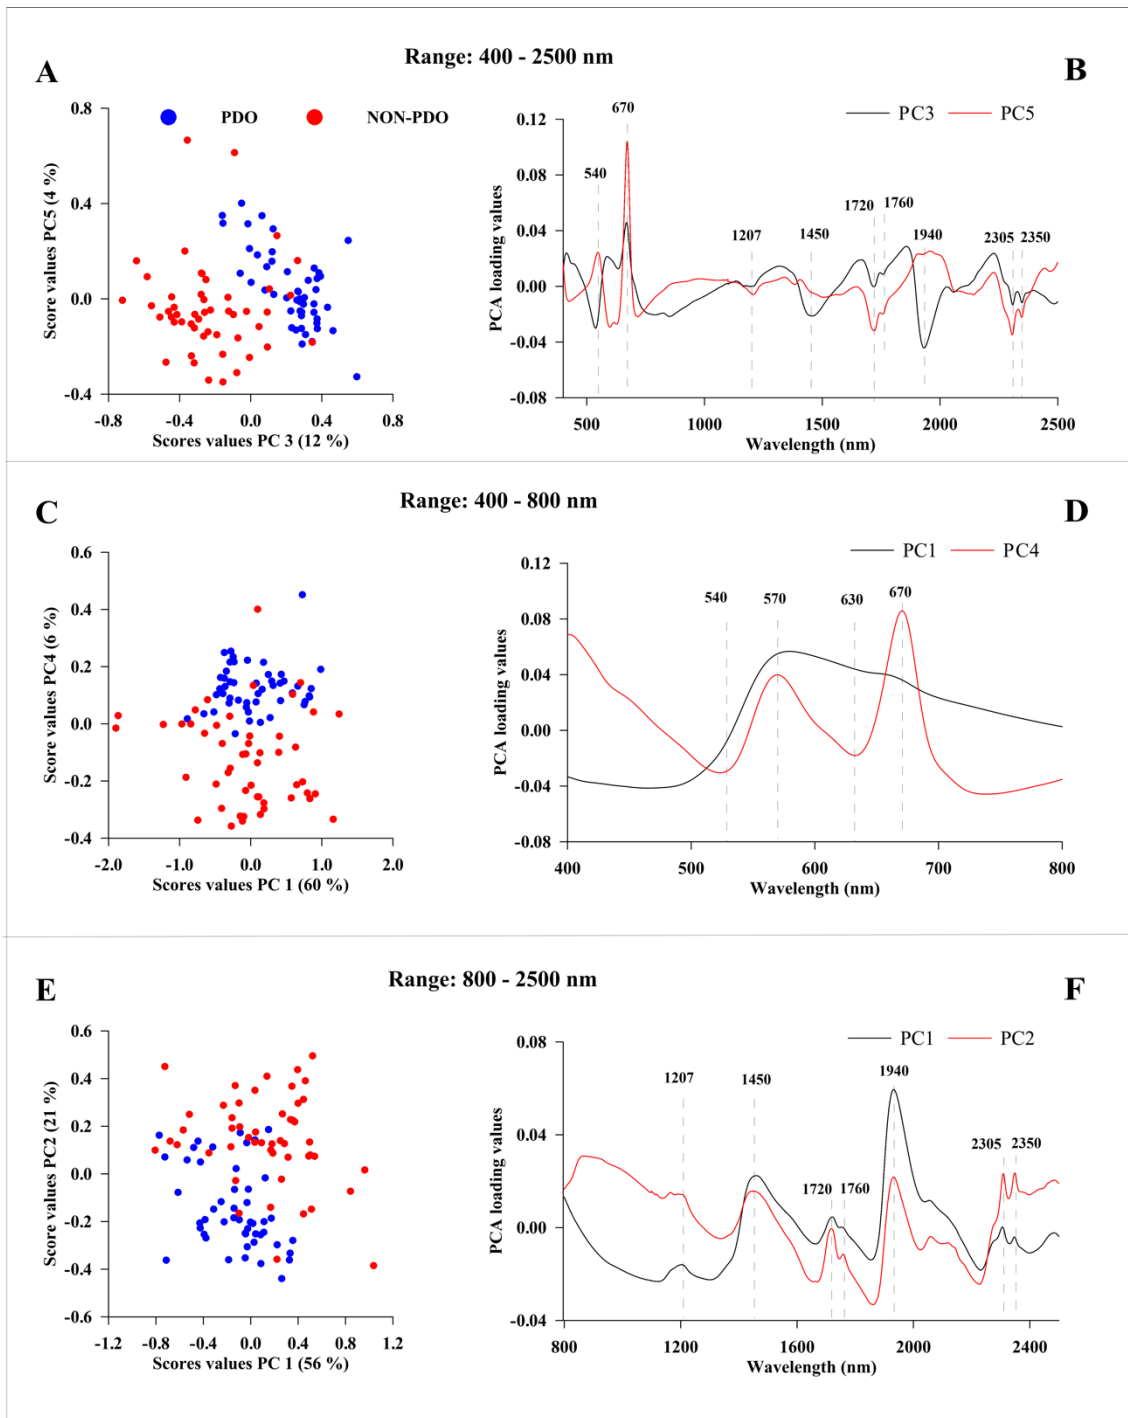 Range: 400 - 2500 nm
A
B
PDO
NON-PDO
0.8
0.4
0.0
-0.4
-0.8
-0.4
0.0
0.4
0.8
Score values PC5 (4 %)
Scores values PC 3 (12 %)
PC3
PC5
0.12
0.08
0.04
0.00
-0.04
-0.08
PCA loading values
540
670
1207
1450
1720
1760
1940
2305
2350
500
1000
1500
2000
2500
Wavelength (nm)
Range: 400 - 800 nm
C
D
0.6
0.4
0.2
0.0
-0.2
-0.4
-2.0
-1.0
0.0
1.0
2.0
Score values PC4 (6 %)
Scores values PC 1 (60 %)
PC1
PC4
0.12
0.08
0.04
0.00
-0.04
-0.08
PCA loading values
540
570
630
670
400
500
600
700
800
Wavelength (nm)
Range: 800 - 2500 nm
E
F
0.6
0.4
0.2
0.0
-0.2
-0.4
-0.6
-1.2
-0.8
-0.4
0.0
0.4
0.8
1.2
Score values PC2 (21 %)
Scores values PC 1 (56 %)
PC1
PC2
0.08
0.04
0.00
-0.04
PCA loading values
1207
1450
1720
1760
1940
2305
2350
800
1200
1600
2000
2400
Wavelength (nm)